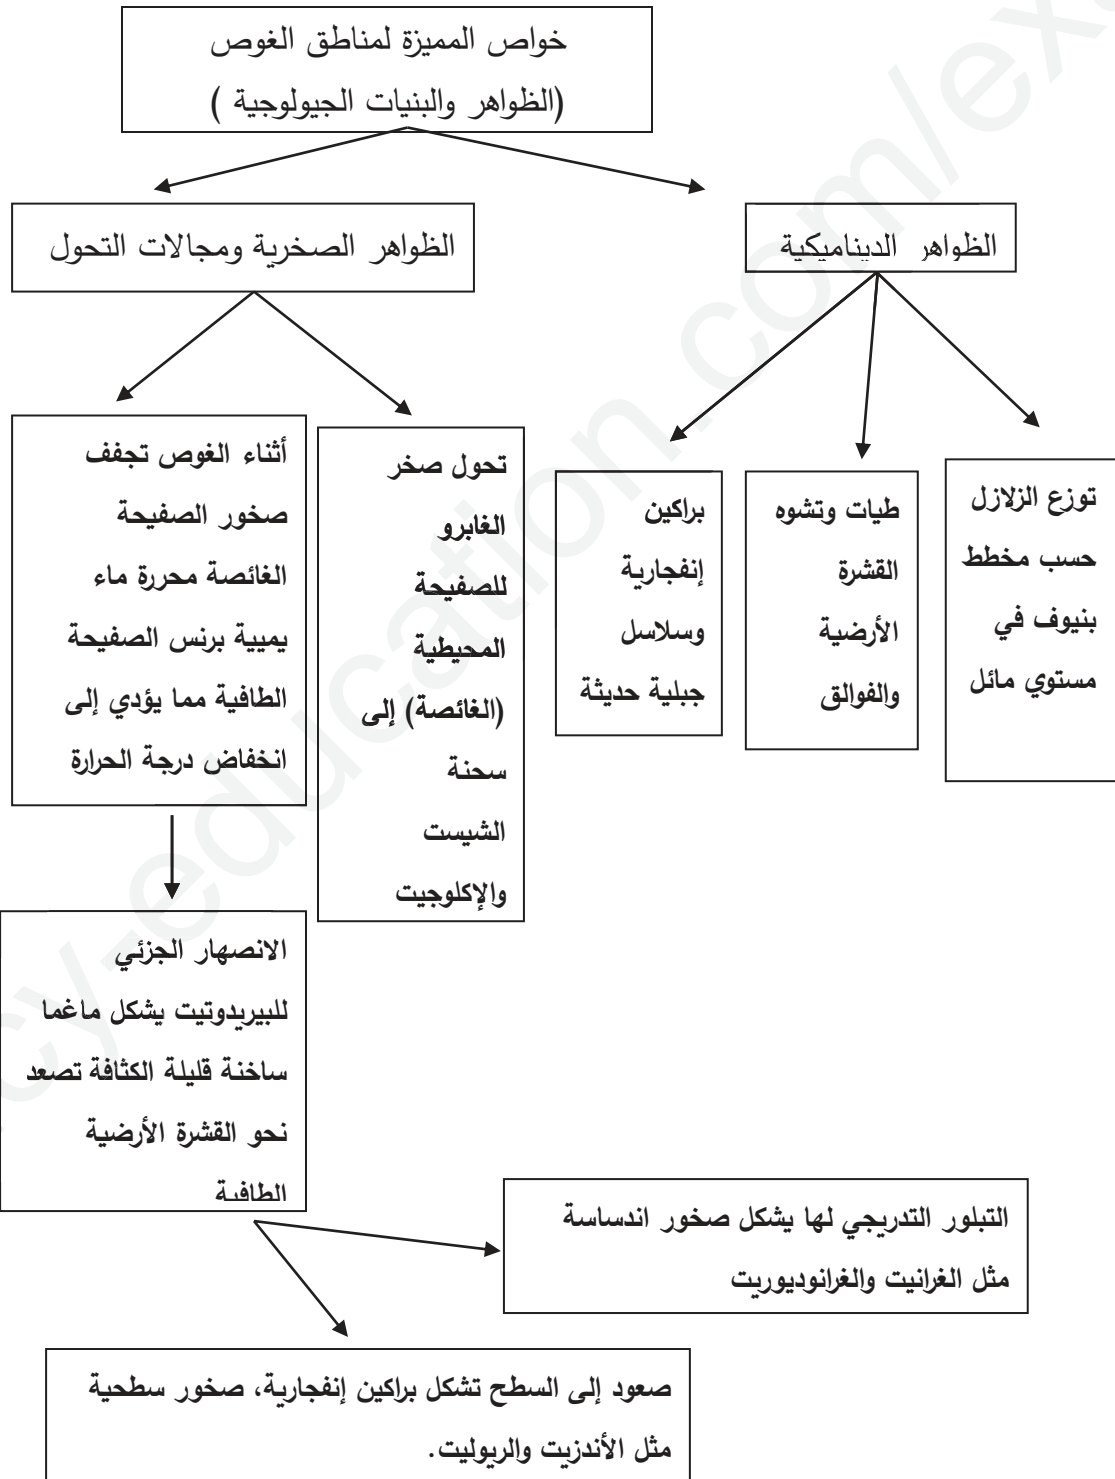 خواص المميزة لمناطق الغوص
(الظواهر والبنيات الجيولوجية )
الظواهر الديناميكية
الظواهر الصخرية ومجالات التحول
توزع الزلازل
حسب مخطط
بنيوف في
مستوي مائل
طيات وتشوه
القشرة
الأرضية
والفوالق
براكين
إنفجارية
وسلاسل
جبلية حديثة
تحول صخر
الغابرو
للصفيحة
المحيطية
(الغائصة) إلى
سحنة
الشيست
والإكلوجيت
أثناء الغوص تجفف
صخور الصفيحة
الغائصة محررة ماء
يميية برنس الصفيحة
الطافية مما يؤدي إلى
انخفاض درجة الحرارة
الانصهار الجزئي
للبيريدوتيت يشكل ماغما
ساخنة قليلة الكثافة تصعد
نحو القشرة الأرضية
الطافية
التبلور التدريجي لها يشكل صخور اندساسة
مثل الغرانيت والغرانوديوريت
صعود إلى السطح تشكل براكين إنفجارية، صخور سطحية
مثل الأندزيت والريوليت.
cy-education.com/exa